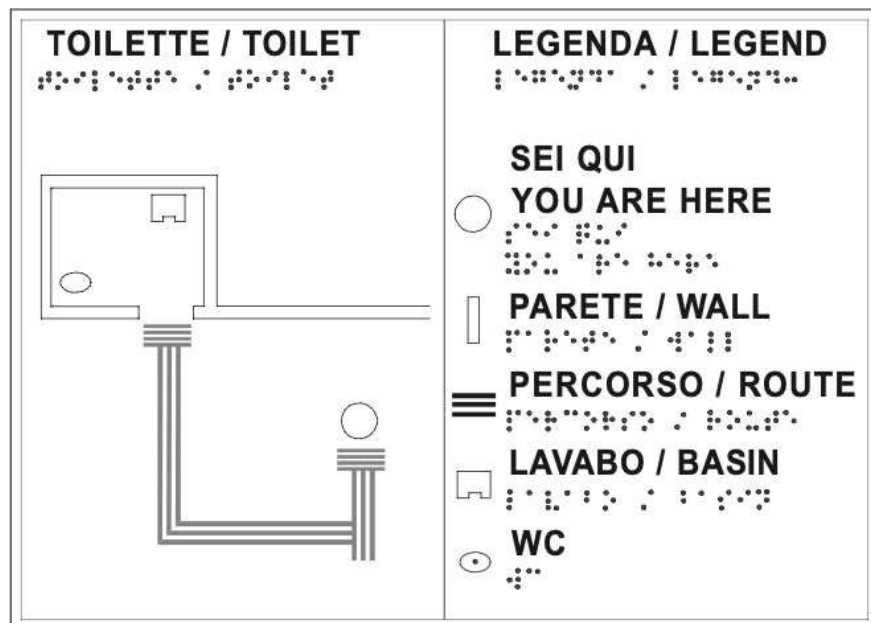 TOILETTE / TOILET
⠞⠕⠊⠇⠑⠞⠞⠑ ⠌ ⠞⠕⠊⠇⠑⠞
LEGENDA / LEGEND
SEI QUI
YOU ARE HERE
PARETE / WALL
PERCORSO / ROUTE
LAVABO / BASIN
WC